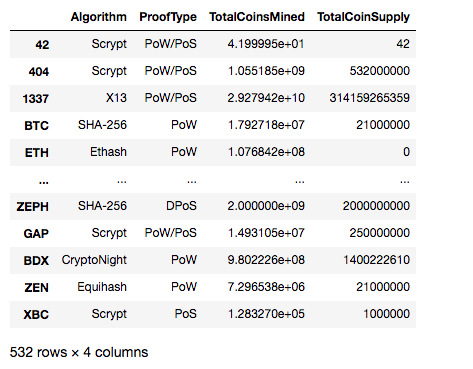 Algorithm ProofType TotalCoinsMined TotalCoinSupply
42 Scrypt PoW/PoS 4.199995e+01 42
404 Scrypt PoW/PoS 1.055185e+09 532000000
1337 X13 PoW/PoS 2.927942e+10 314159265359
BTC SHA-256 PoW 1.792718e+07 21000000
ETH Ethash PoW 1.076842e+08 0
... ... ... ... ...
ZEPH SHA-256 DPoS 2.000000e+09 2000000000
GAP Scrypt PoW/PoS 1.493105e+07 250000000
BDX CryptoNight PoW 9.802226e+08 1400222610
ZEN Equihash PoW 7.296538e+06 21000000
XBC Scrypt PoS 1.283270e+05 1000000
532 rows × 4 columns